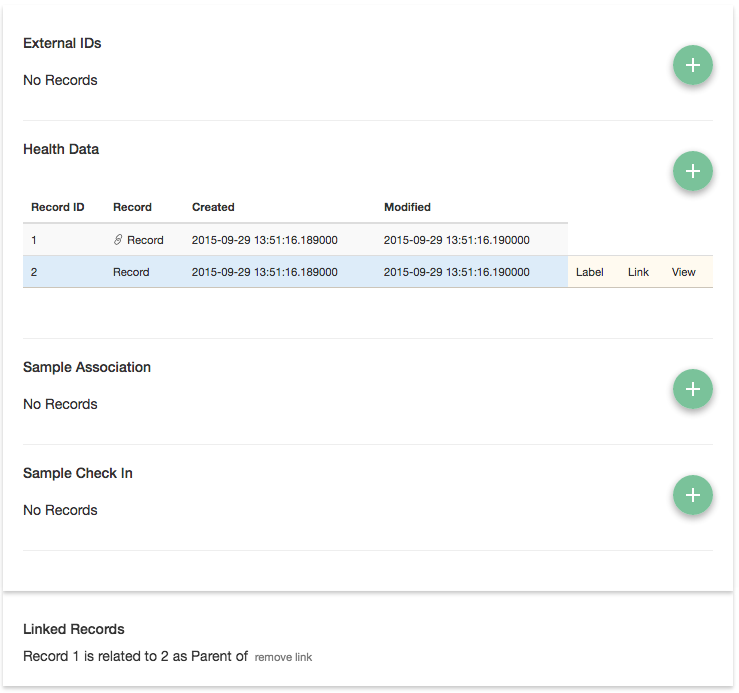 External IDs
No Records
Health Data
Record ID Record Created Modified
1 Record 2015-09-29 13:51:16.189000 2015-09-29 13:51:16.190000
2 Record 2015-09-29 13:51:16.189000 2015-09-29 13:51:16.190000 Label Link View
Sample Association
No Records
Sample Check In
No Records
Linked Records
Record 1 is related to 2 as Parent of remove link